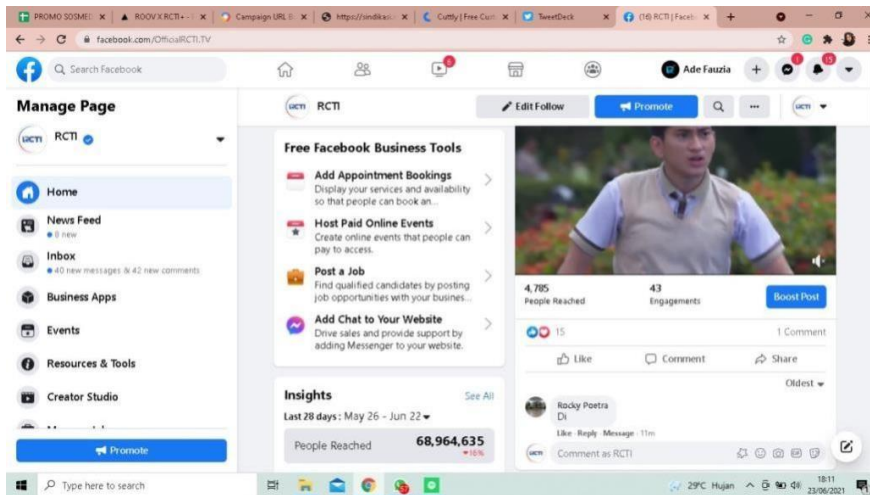 PROMO SOSMED
ROOV X RCTI+ -
Campaign URL B
https://sindikasi.
Cuttly | Free Cust
TweetDeck
(16) RCTI | Faceb
facebook.com/OfficialRCTI.TV
Search Facebook
Ade Fauzia
1
15
Manage Page
RCTI
Home
News Feed
8 new
Inbox
40 new messages & 42 new comments
Business Apps
Events
Resources & Tools
Creator Studio
Promote
RCTI
Edit Follow
Promote
Free Facebook Business Tools
Add Appointment Bookings
Display your services and availability
so that people can book an...
Host Paid Online Events
Create online events that people can
pay to access.
Post a Job
Find qualified candidates by posting
job opportunities with your busines...
Add Chat to Your Website
Drive sales and provide support by
adding Messenger to your website.
Insights
See All
Last 28 days : May 26 - Jun 22
People Reached
68,964,635
16%
4,785
People Reached
43
Engagements
Boost Post
15
1 Comment
Like
Comment
Share
Oldest
Rocky Poetra
Di
Like · Reply · Message · 11m
Comment as RCTI
Type here to search
29°C Hujan
18:11
23/06/2021